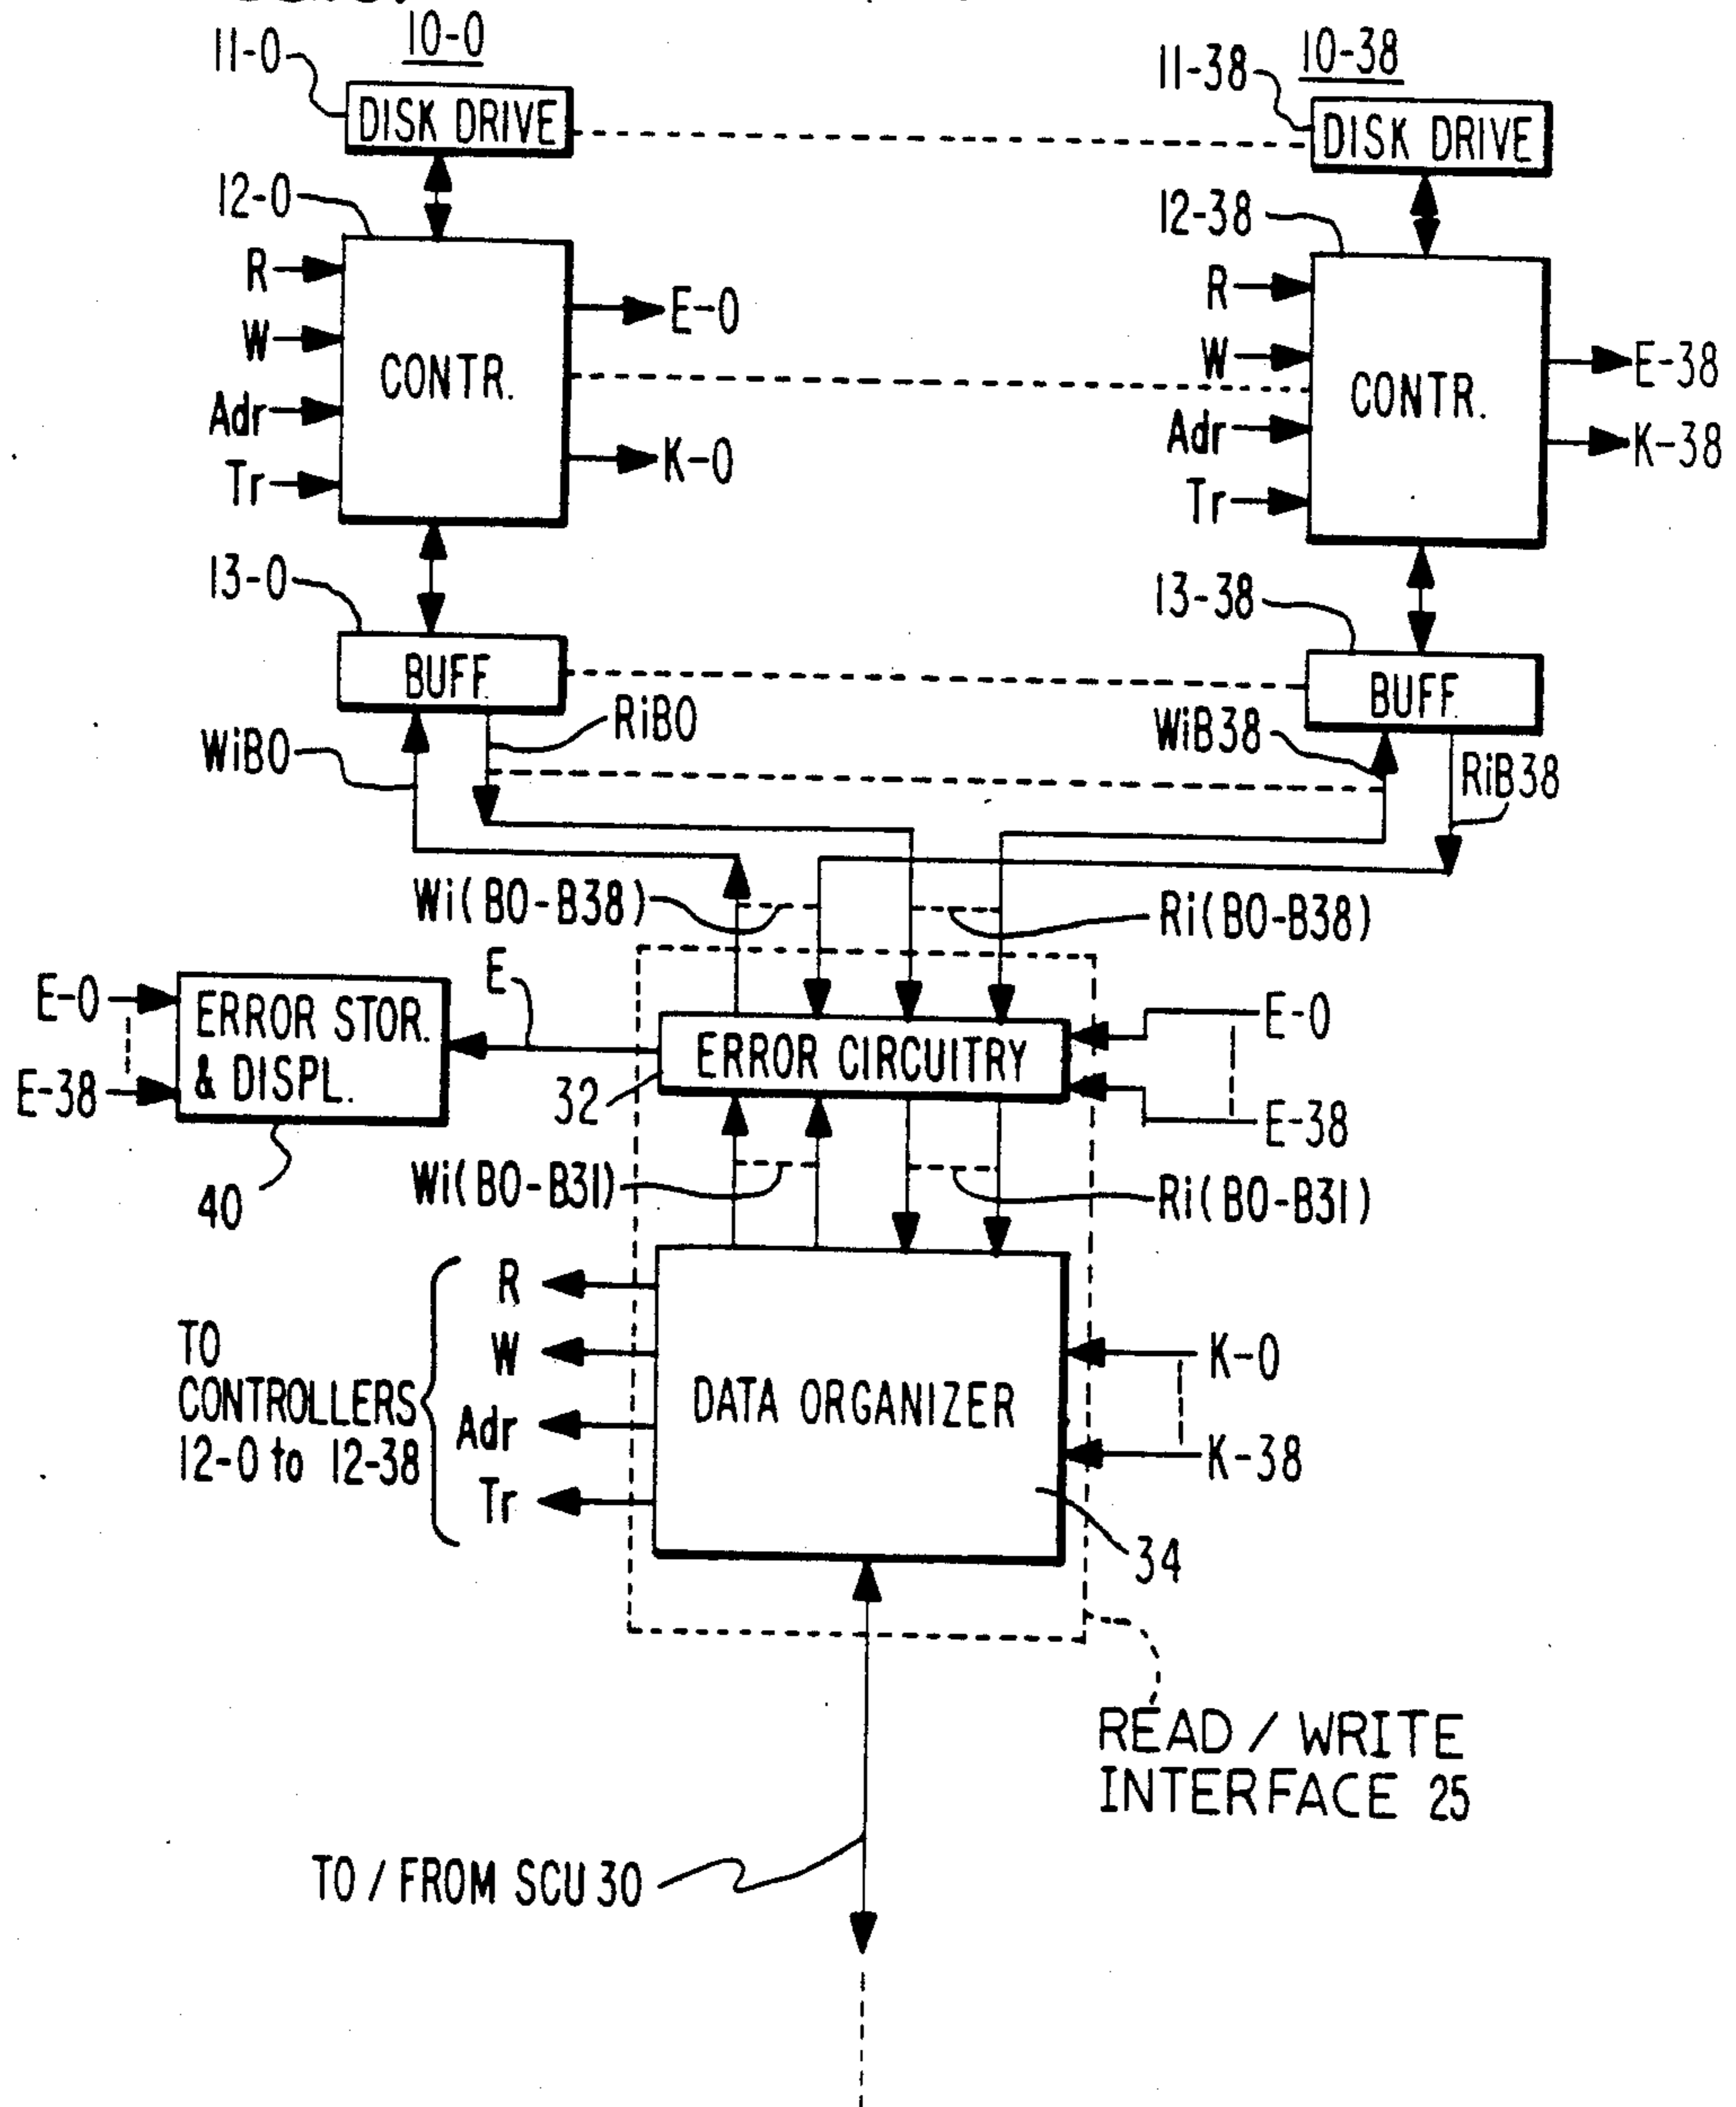 10-0
11-0
DISK DRIVE
10-38
11-38
DISK DRIVE
12-0
R
W
Adr
Tr
CONTR.
E-0
K-0
12-38
R
W
Adr
Tr
CONTR.
E-38
K-38
13-0
BUFF.
13-38
BUFF.
WiB0
RiB0
WiB38
RiB38
Wi(B0-B38)
Ri(B0-B38)
E-0
E-38
ERROR STOR.
& DISPL.
40
E
ERROR CIRCUITRY
32
E-0
E-38
Wi(B0-B31)
Ri(B0-B31)
TO
CONTROLLERS
12-0 to 12-38
R
W
Adr
Tr
DATA ORGANIZER
K-0
K-38
34
READ / WRITE
INTERFACE 25
TO / FROM SCU 30